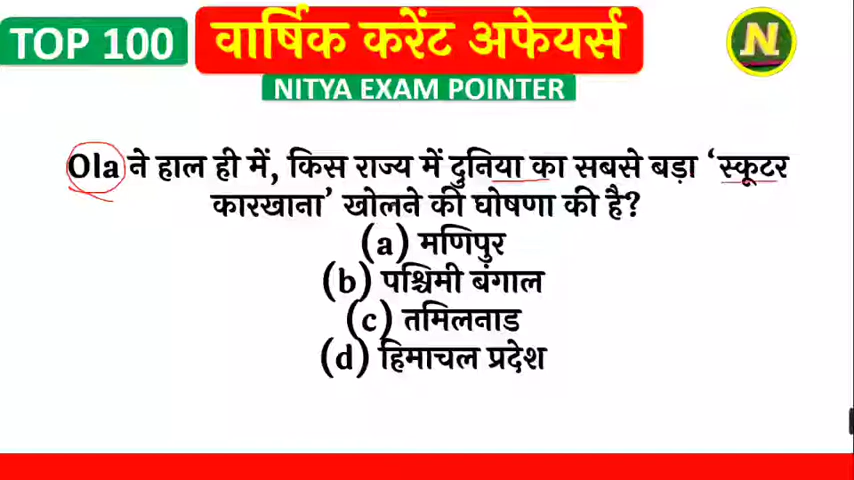 TOP 100
वार्षिक करेंट अफेयर्स
N
NITYA EXAM POINTER
Ola ने हाल ही में, किस राज्य में दुनिया का सबसे बड़ा ‘स्कूटर
कारखाना’ खोलने की घोषणा की है?
(a) मणिपुर
(b) पश्चिमी बंगाल
(c) तमिलनाड
(d) हिमाचल प्रदेश